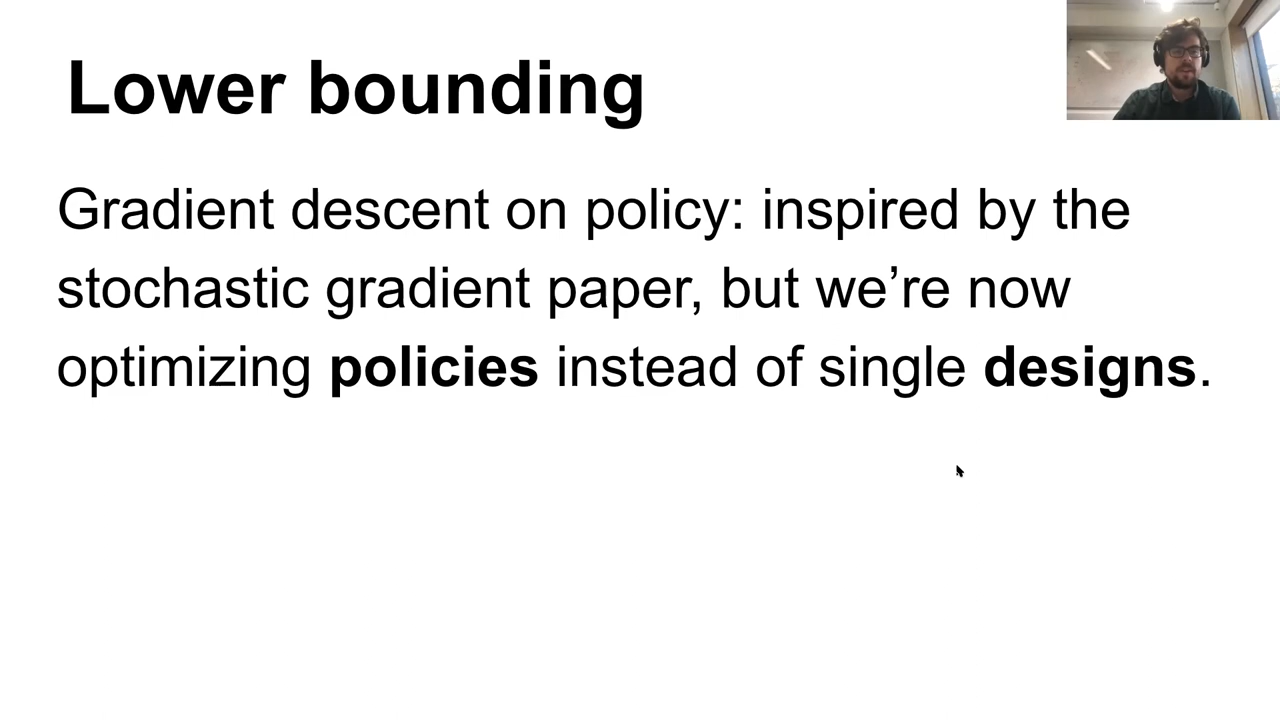 Lower bounding
Gradient descent on policy: inspired by the
stochastic gradient paper, but we’re now
optimizing policies instead of single designs.